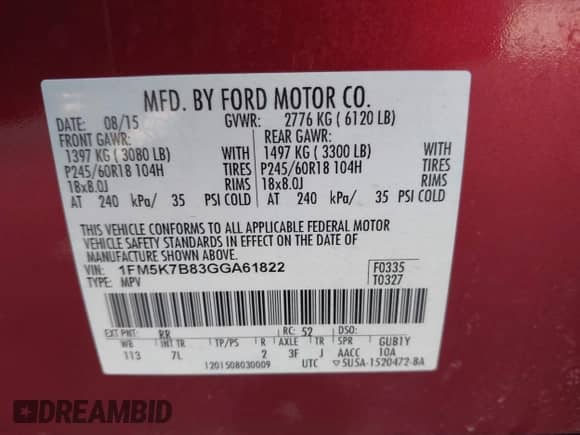 MFD. BY FORD MOTOR CO.
DATE: 08/15 GVWR: 2776 KG ( 6120 LB)
FRONT GAWR: REAR GAWR:
1397 KG ( 3080 LB) WITH 1497 KG ( 3300 LB) WITH
P245/60R18 104H TIRES P245/60R18 104H TIRES
18x8.0J RIMS 18x8.0J RIMS
AT 240 kPa/ 35 PSI COLD AT 240 kPa/ 35 PSI COLD
THIS VEHICLE CONFORMS TO ALL APPLICABLE FEDERAL MOTOR
VEHICLE SAFETY STANDARDS IN EFFECT ON THE DATE OF
MANUFACTURE SHOWN ABOVE.
VIN: 1FM5K7B83GGA61822 F0335
TYPE: MPV T0327
EXT PNT: RR RC: 52 DSO:
WB INT TR TP/PS R AXLE TR SPR GUB1Y
113 7L 2 3F J AACC 10A
1201508030009 UTC ▽5U5A-1520472-BA
DREAMBID